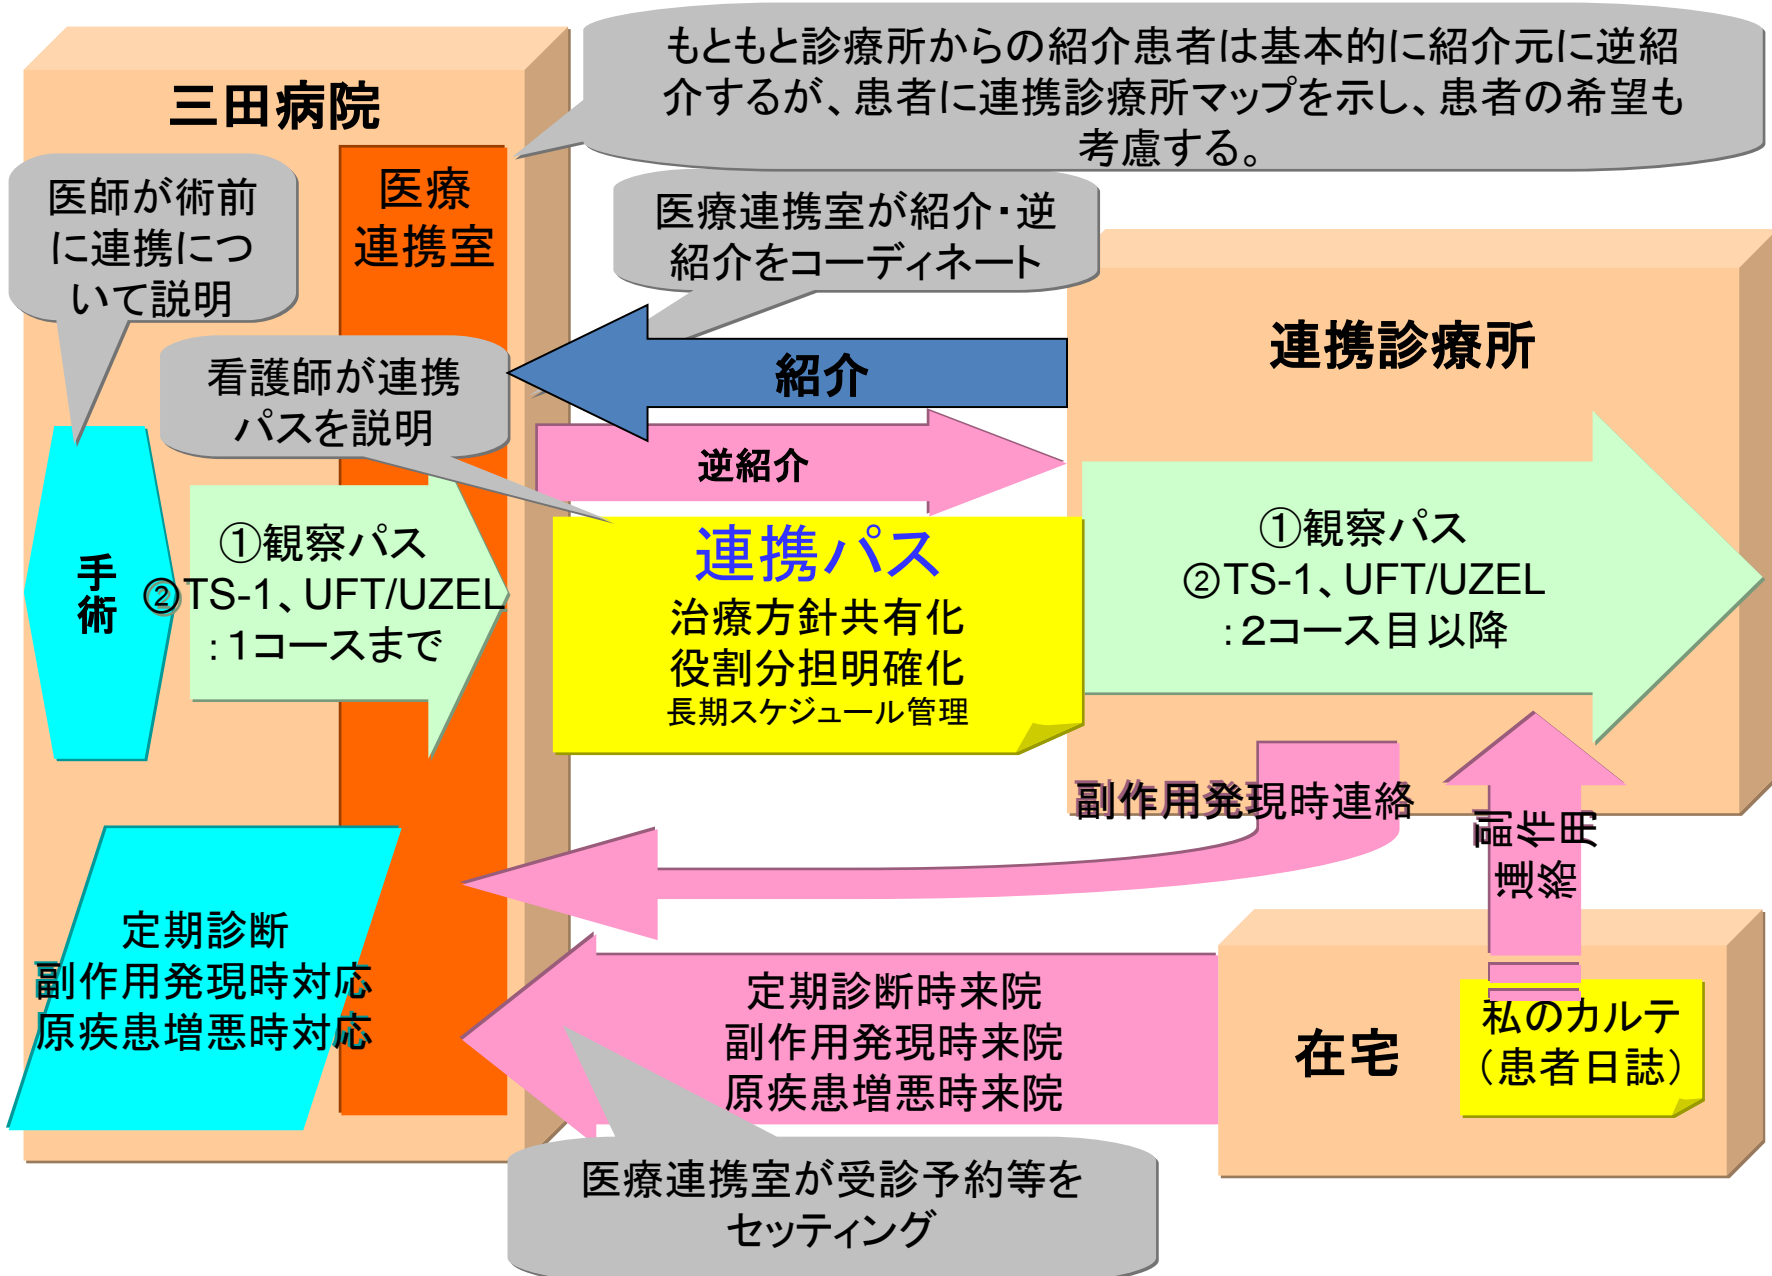 もともと診療所からの紹介患者は基本的に紹介元に逆紹
介するが、患者に連携診療所マップを示し、患者の希望も
考慮する。
三田病院
医療
連携室
医師が術前
に連携につ
いて説明
医療連携室が紹介・逆
紹介をコーディネート
連携診療所
看護師が連携
パスを説明
紹介
逆紹介
手術
①観察パス
②TS-1、UFT/UZEL
:１コースまで
連携パス
治療方針共有化
役割分担明確化
長期スケジュール管理
①観察パス
②TS-1、UFT/UZEL
:２コース目以降
副作用発現時連絡
副作用
連絡
定期診断
副作用発現時対応
原疾患増悪時対応
定期診断時来院
副作用発現時来院
原疾患増悪時来院
在宅
私のカルテ
（患者日誌）
医療連携室が受診予約等を
セッティング